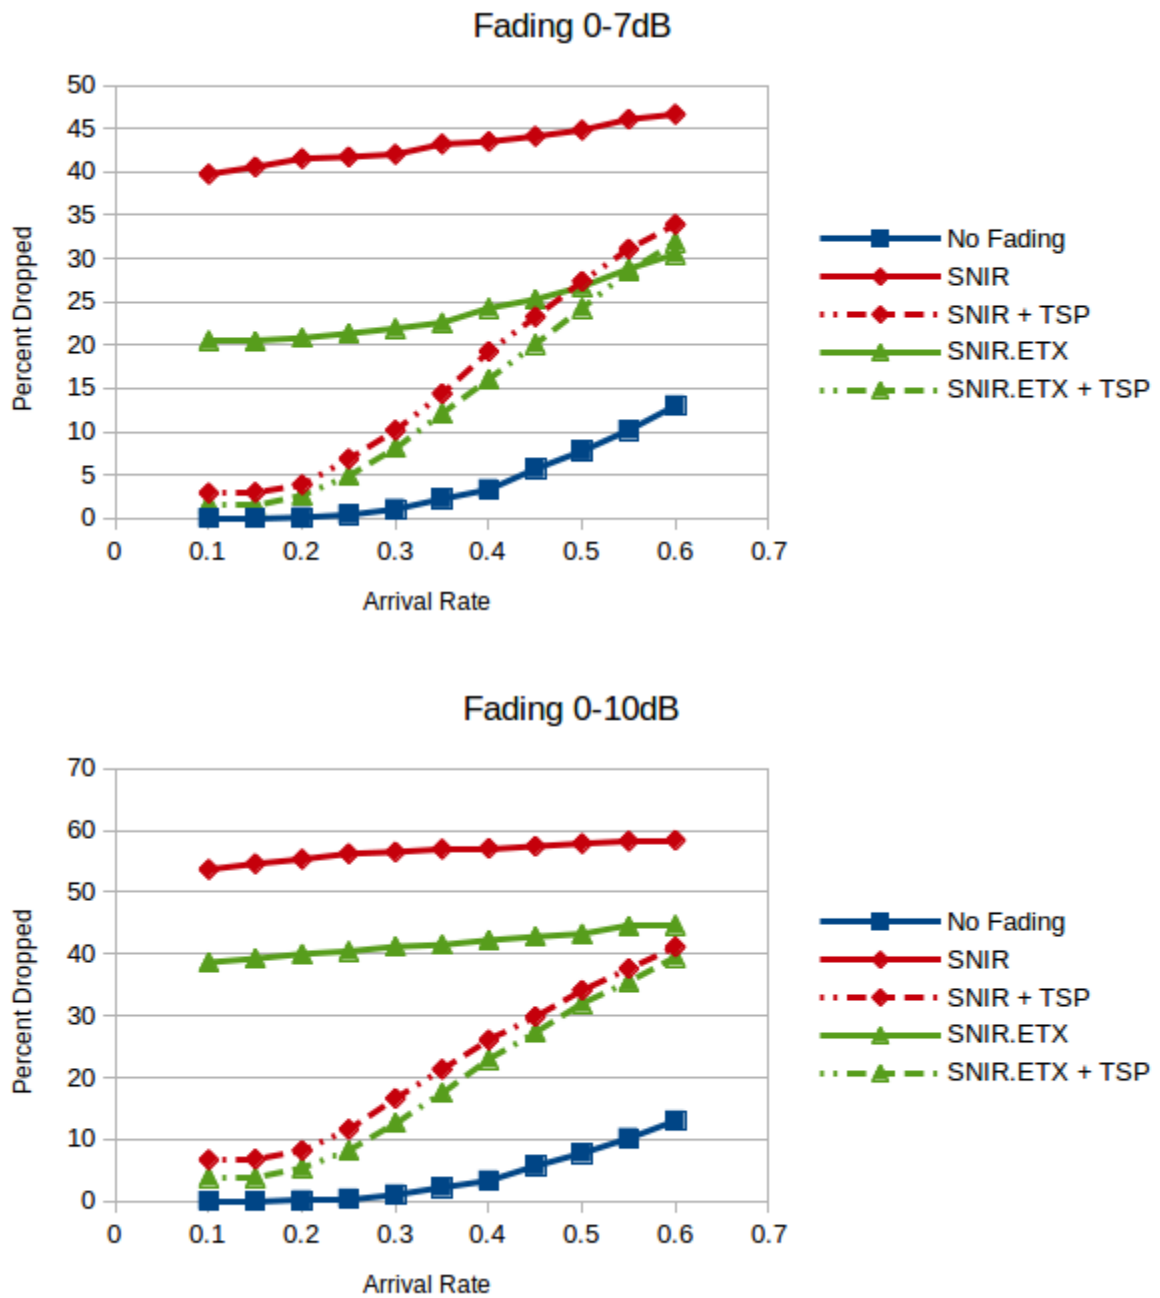 Fading 0-7dB
50
45
40
35
30
25
20
15
10
5
0
Percent Dropped
0 0.1 0.2 0.3 0.4 0.5 0.6 0.7
Arrival Rate
No Fading
SNIR
SNIR + TSP
SNIR.ETX
SNIR.ETX + TSP
Fading 0-10dB
70
60
50
40
30
20
10
0
Percent Dropped
0 0.1 0.2 0.3 0.4 0.5 0.6 0.7
Arrival Rate
No Fading
SNIR
SNIR + TSP
SNIR.ETX
SNIR.ETX + TSP